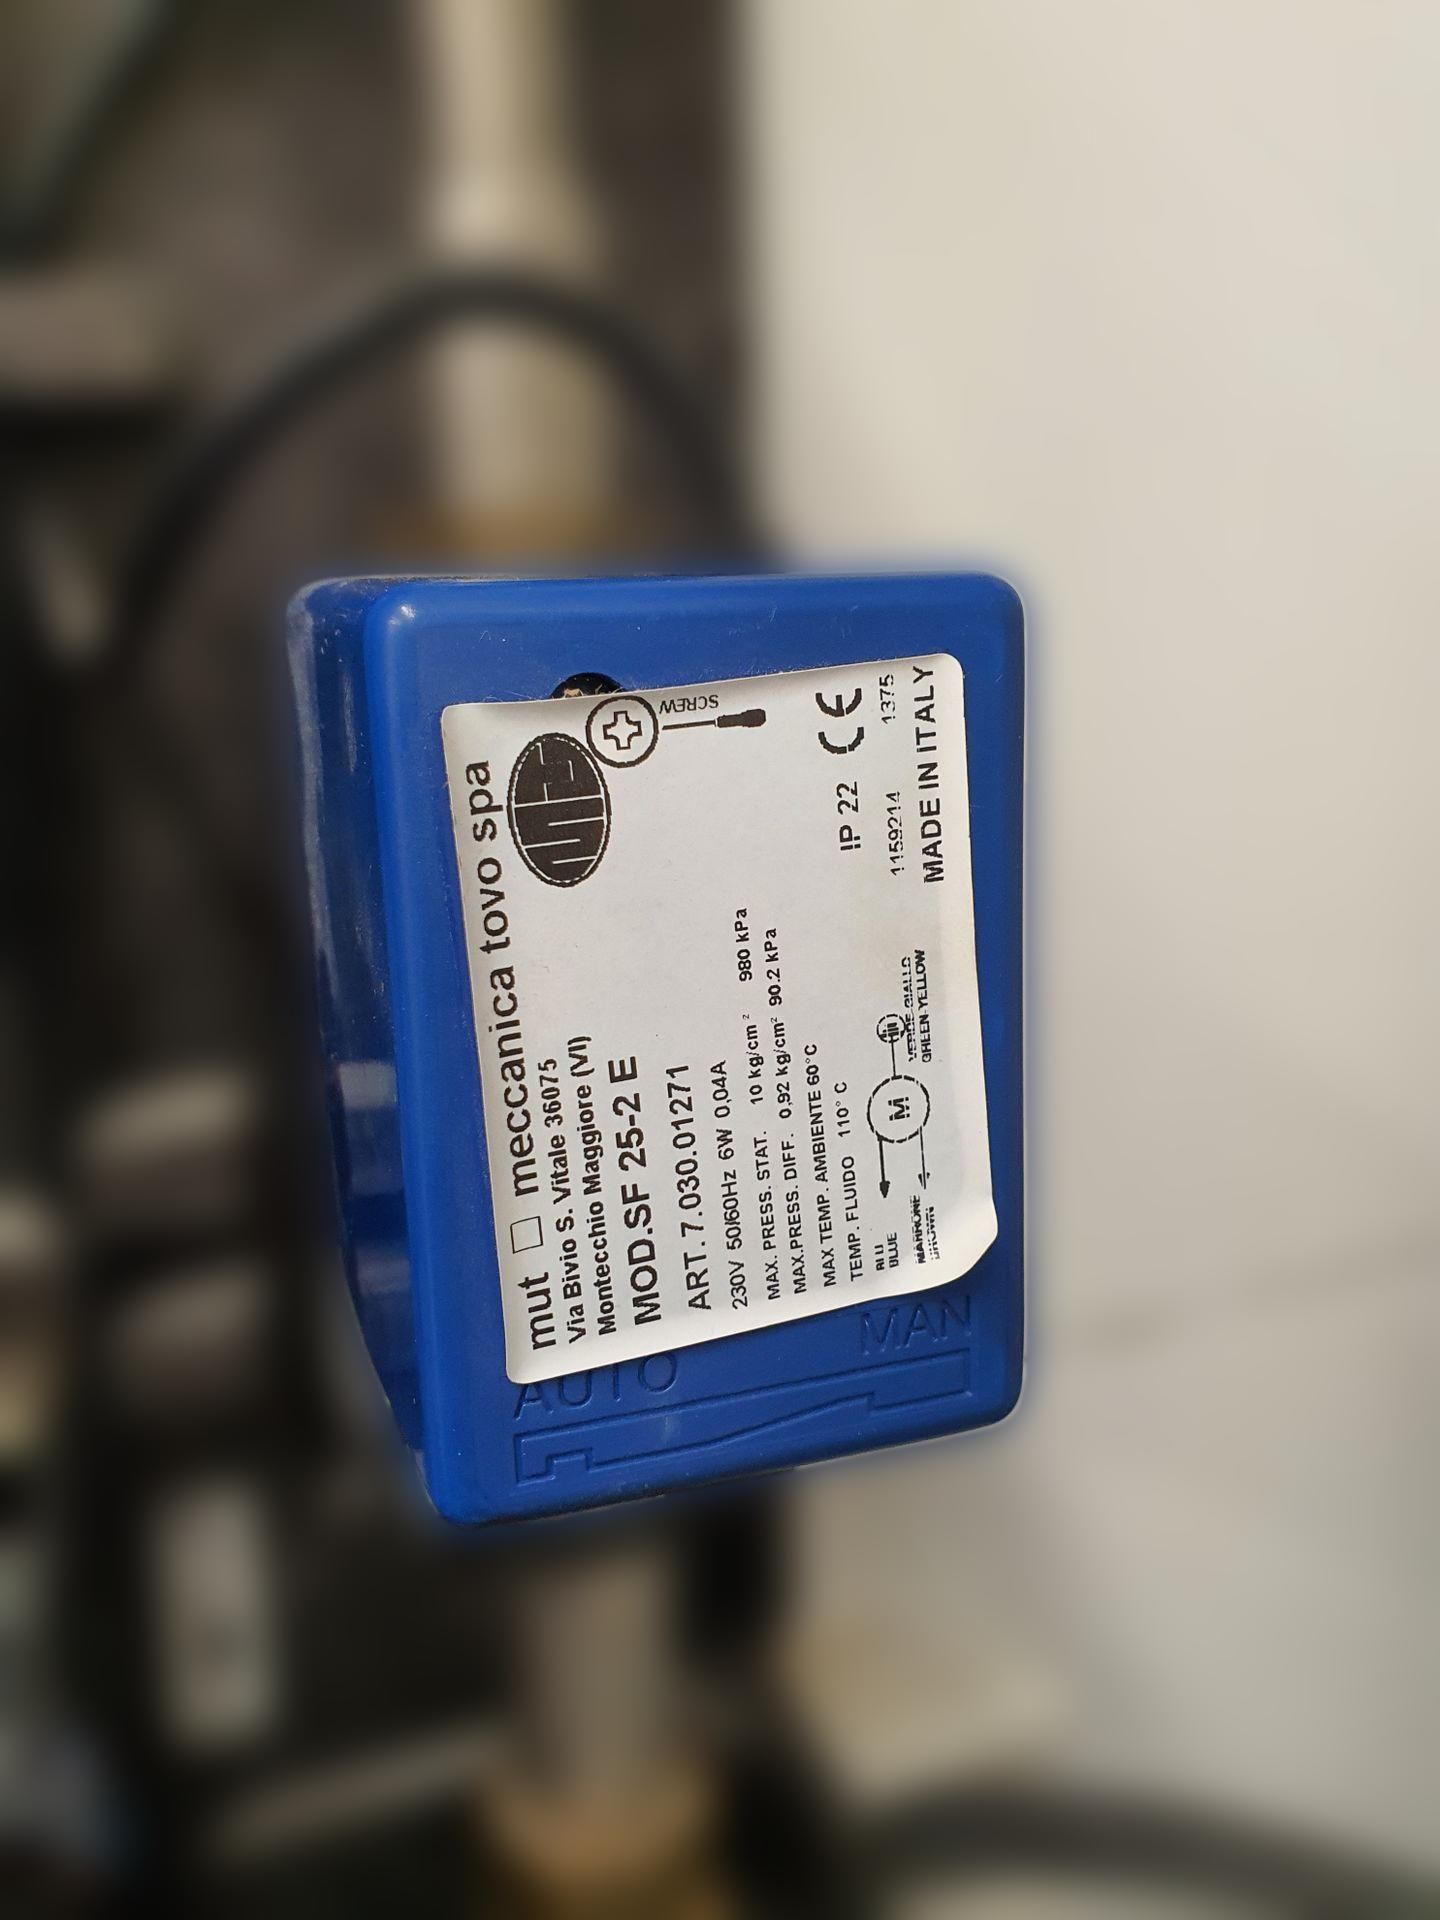 mut meccanica tovo spa
Via Bivio S. Vitale 36075
Montecchio Maggiore (VI)
MOD.SF 25-2 E
ART. 7.030.01271
230V 50/60Hz 6W 0,04A
MAX. PRESS. STAT. 10 kg/cm² 980 kPa
MAX.PRESS. DIFF. 0,92 kg/cm² 90.2 kPa
MAX TEMP. AMBIENTE 60°C
TEMP. FLUIDO 110° C
SCREW
IP 22 CE
BLU
BLUE
M
VERDE-GIALLO
GREEN-YELLOW
MARRONE
BROWN
1159214 1375
MADE IN ITALY
AUTO
MAN